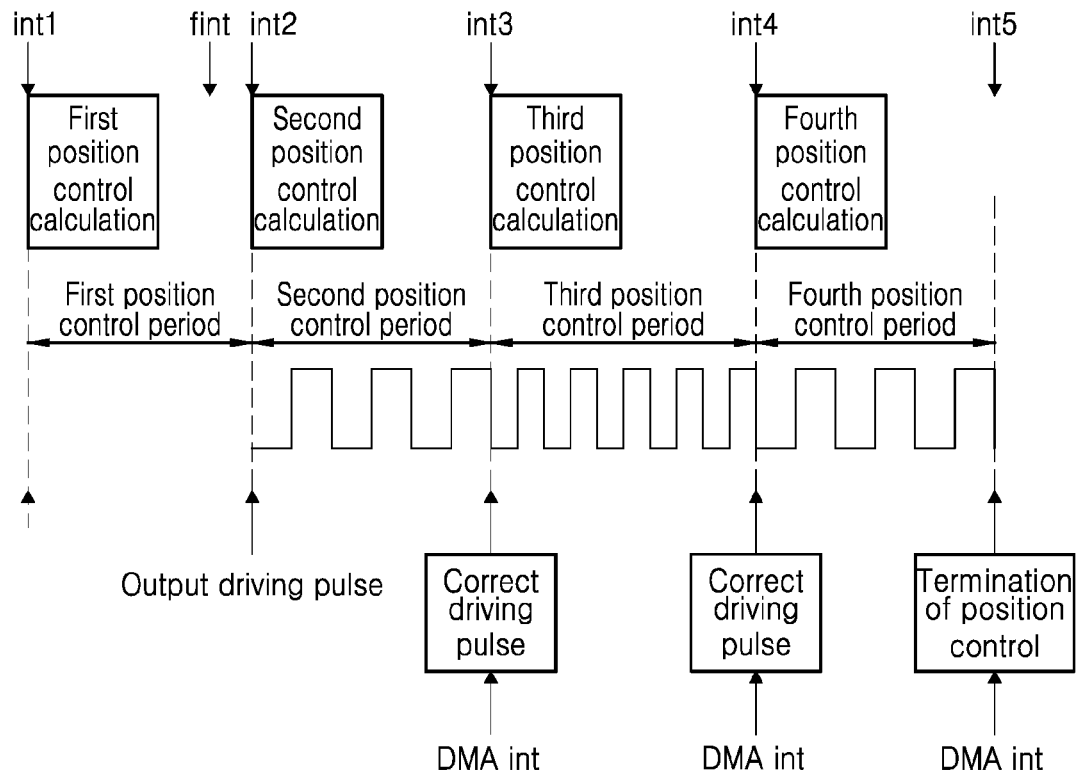 int1 fint int2 int3 int4 int5
First
position
control
calculation
Second
position
control
calculation
Third
position
control
calculation
Fourth
position
control
calculation
First position
control period
Second position
control period
Third position
control period
Fourth position
control period
Output driving pulse
Correct
driving
pulse
Correct
driving
pulse
Termination
of position
control
DMA int DMA int DMA int